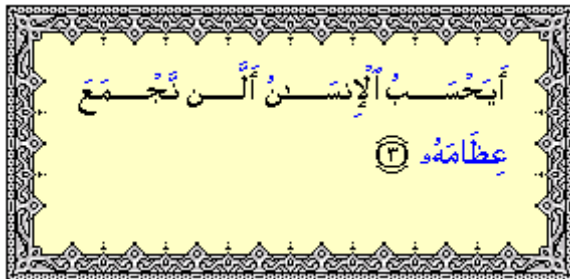 أَيَحْسَبُ ٱلْإِنسَـٰنُ أَلَّن نَّجْمَعَ
عِظَامَهُۥ ٣